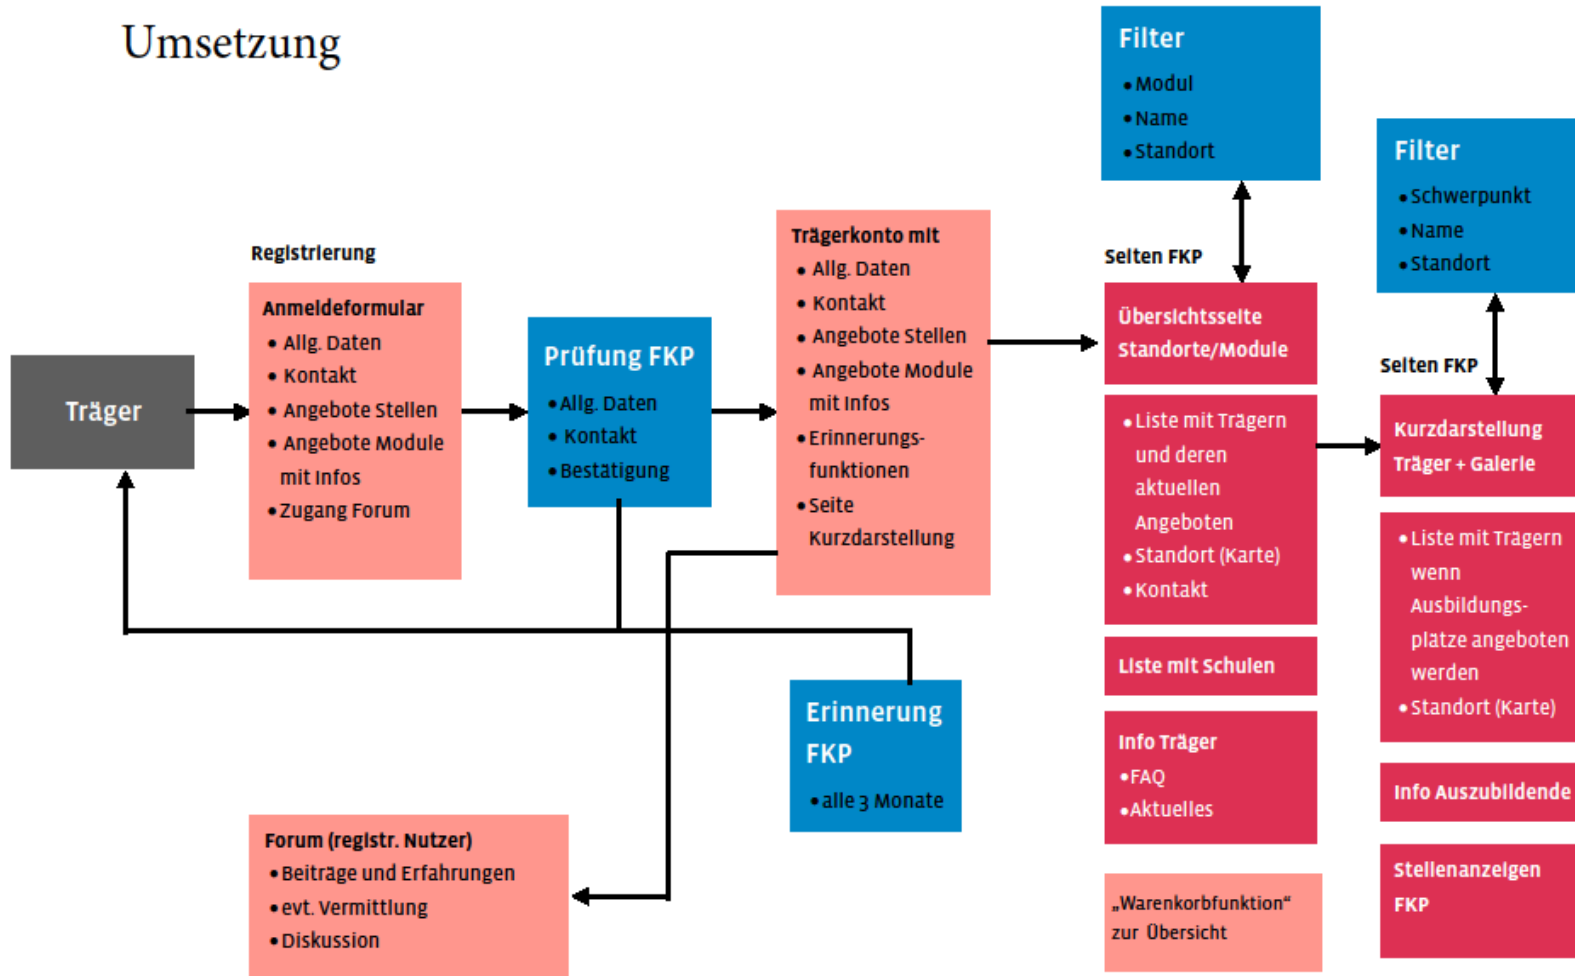 Umsetzung
Träger
Registrierung
Anmeldeformular
• Allg. Daten
• Kontakt
• Angebote Stellen
• Angebote Module
mit Infos
• Zugang Forum
Prüfung FKP
• Allg. Daten
• Kontakt
• Bestätigung
Trägerkonto mit
• Allg. Daten
• Kontakt
• Angebote Stellen
• Angebote Module
mit Infos
• Erinnerungs-
funktionen
• Seite
Kurzdarstellung
Erinnerung
FKP
• alle 3 Monate
Forum (registr. Nutzer)
• Beiträge und Erfahrungen
• evt. Vermittlung
• Diskussion
Filter
• Modul
• Name
• Standort
Seiten FKP
Übersichtsseite
Standorte/Module
• Liste mit Trägern
und deren
aktuellen
Angeboten
• Standort (Karte)
• Kontakt
Liste mit Schulen
Info Träger
• FAQ
• Aktuelles
„Warenkorbfunktion“
zur Übersicht
Filter
• Schwerpunkt
• Name
• Standort
Seiten FKP
Kurzdarstellung
Träger + Galerie
• Liste mit Trägern
wenn
Ausbildungs-
plätze angeboten
werden
• Standort (Karte)
Info Auszubildende
Stellenanzeigen
FKP